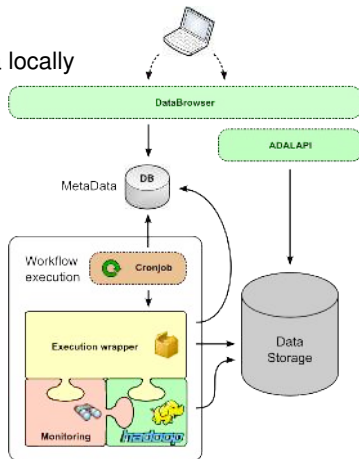 locally
DataBrowser
ADALAPI
DB
MetaData
Workflow
execution
Cronjob
Execution wrapper
Data
Storage
Monitoring
hadoop